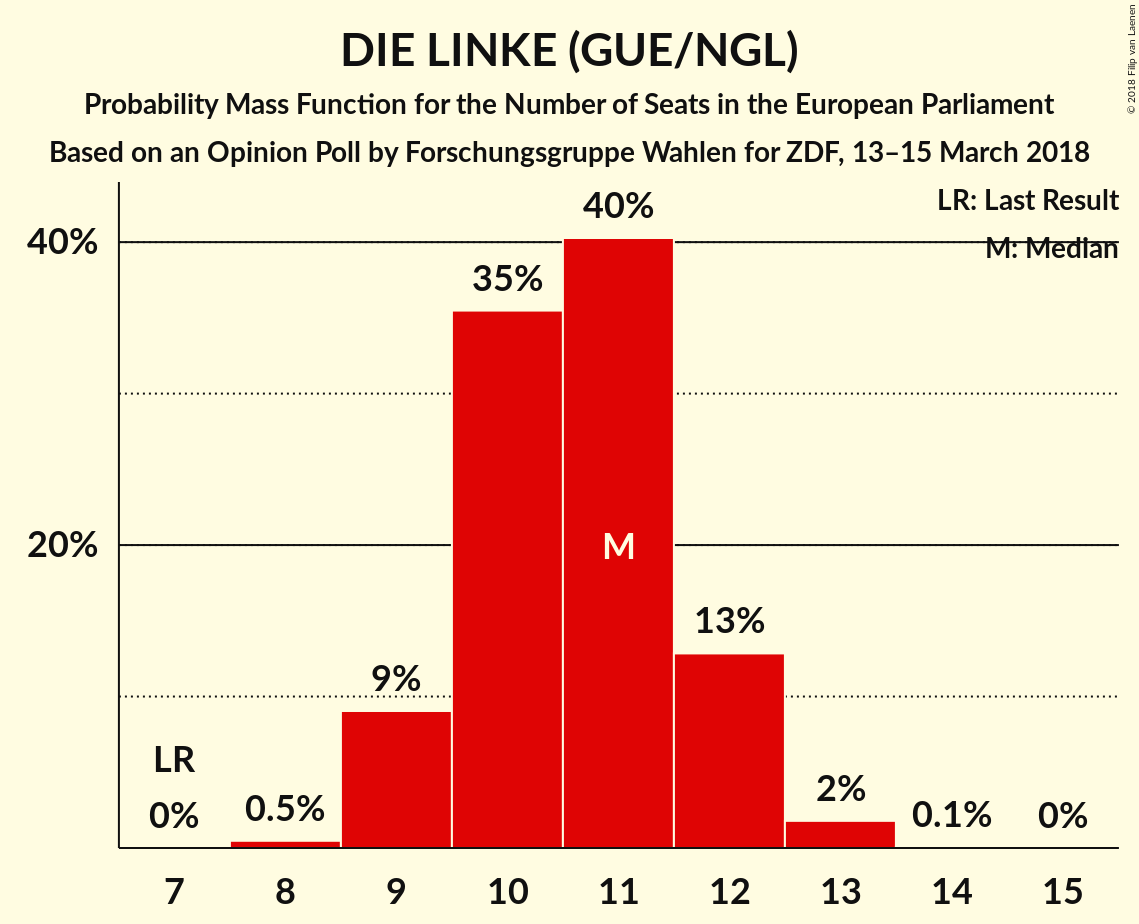 DIE LINKE (GUE/NGL)
Probability Mass Function for the Number of Seats in the European Parliament
Based on an Opinion Poll by Forschungsgruppe Wahlen for ZDF, 13–15 March 2018
© 2018 Filip van Laenen
LR: Last Result
M: Median
40%
20%
LR
0%
0.5%
9%
35%
40%
M
13%
2%
0.1%
0%
7 8 9 10 11 12 13 14 15